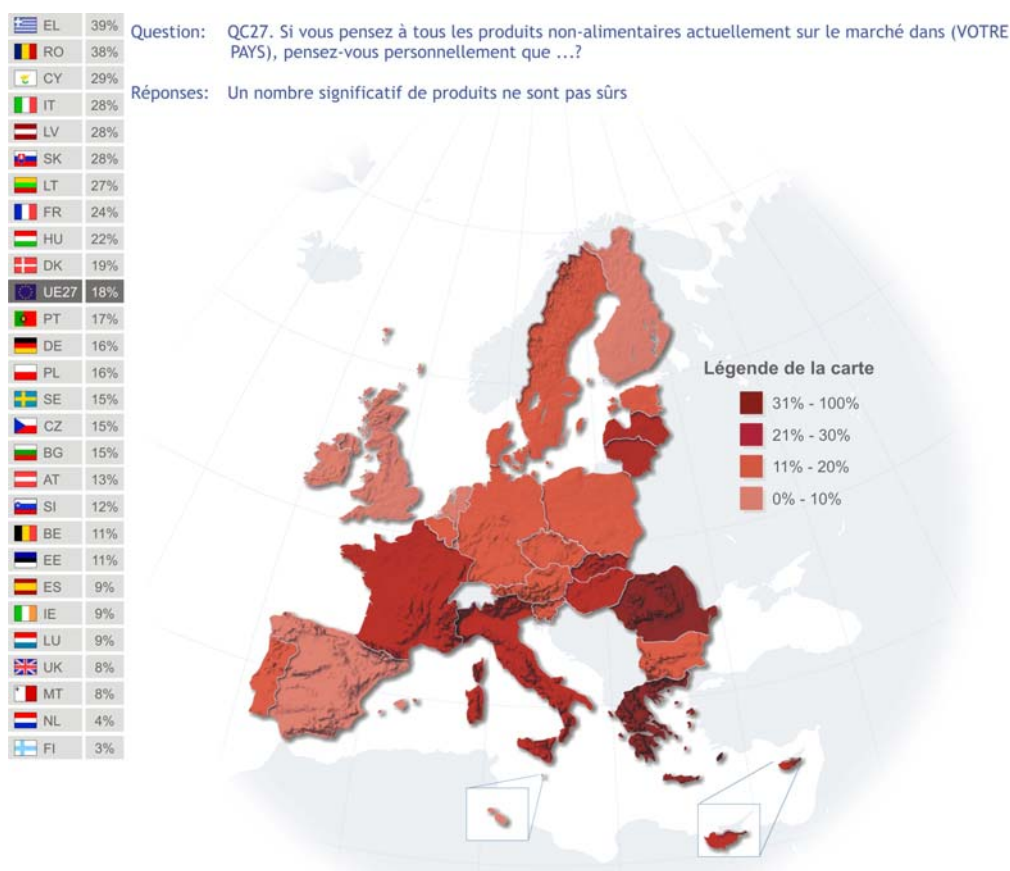 EL 39%
RO 38%
CY 29%
IT 28%
LV 28%
SK 28%
LT 27%
FR 24%
HU 22%
DK 19%
UE27 18%
PT 17%
DE 16%
PL 16%
SE 15%
CZ 15%
BG 15%
AT 13%
SI 12%
BE 11%
EE 11%
ES 9%
IE 9%
LU 9%
UK 8%
MT 8%
NL 4%
FI 3%
Question: QC27. Si vous pensez à tous les produits non-alimentaires actuellement sur le marché dans (VOTRE
PAYS), pensez-vous personnellement que ...?
Réponses: Un nombre significatif de produits ne sont pas sûrs
Légende de la carte
31% - 100%
21% - 30%
11% - 20%
0% - 10%